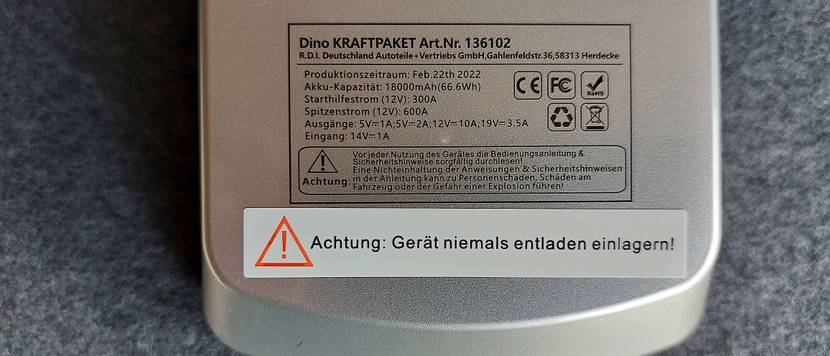 Dino KRAFTPAKET Art.Nr. 136102
R.D.I. Deutschland Autoteile+Vertriebs GmbH,Gahlenfeldstr.36,58313 Herdecke
Produktionszeitraum: Feb.22th 2022
Akku-Kapazität: 18000mAh(66.6Wh)
Starthilfestrom (12V): 300A
Spitzenstrom (12V): 600A
Ausgänge: 5V⎓1A;5V⎓2A;12V⎓10A;19V⎓3.5A
Eingang: 14V⎓1A
CE FC RoHS
Vor jeder Nutzung des Gerätes die Bedienungsanleitung &
Sicherheitshinweise sorgfältig durchlesen!
Eine Nichteinhaltung der Anweisungen & Sicherheitshinweisen
in der Anleitung kann zu Personenschäden, Schäden am
Fahrzeug oder der Gefahr einer Explosion führen!
Achtung:
Achtung: Gerät niemals entladen einlagern!